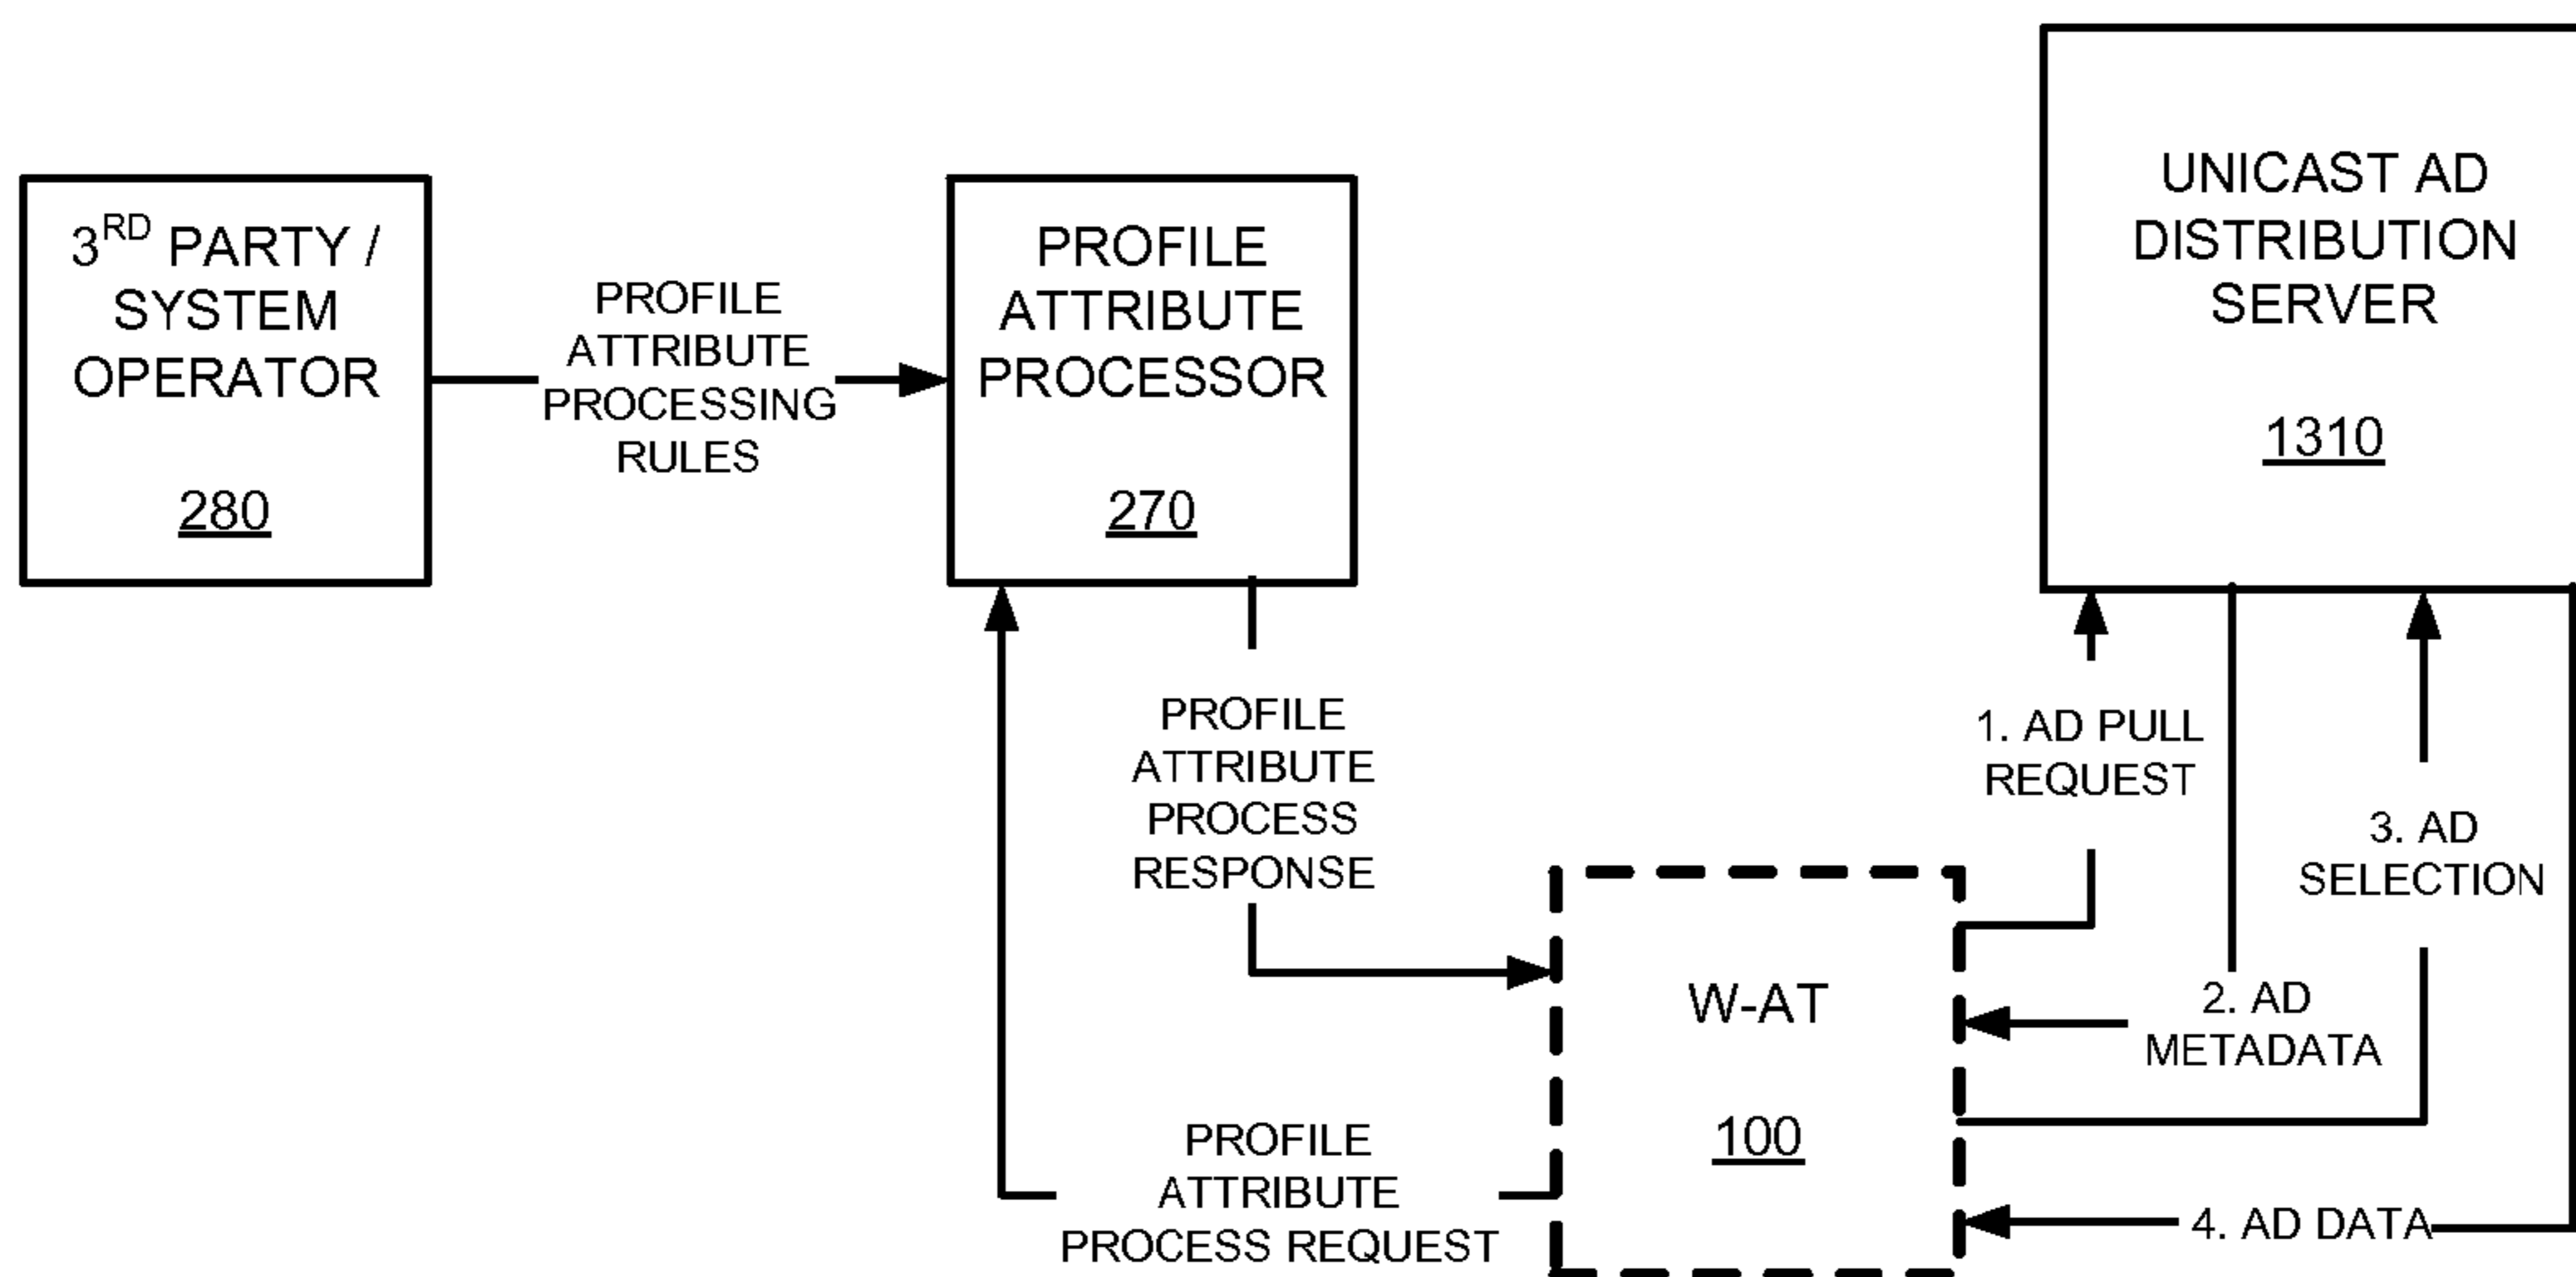 3RD PARTY /
SYSTEM
OPERATOR
280
PROFILE
ATTRIBUTE
PROCESSING
RULES
PROFILE
ATTRIBUTE
PROCESSOR
270
UNICAST AD
DISTRIBUTION
SERVER
1310
PROFILE
ATTRIBUTE
PROCESS
RESPONSE
1. AD PULL
REQUEST
3. AD
SELECTION
W-AT
100
2. AD
METADATA
PROFILE
ATTRIBUTE
PROCESS REQUEST
4. AD DATA